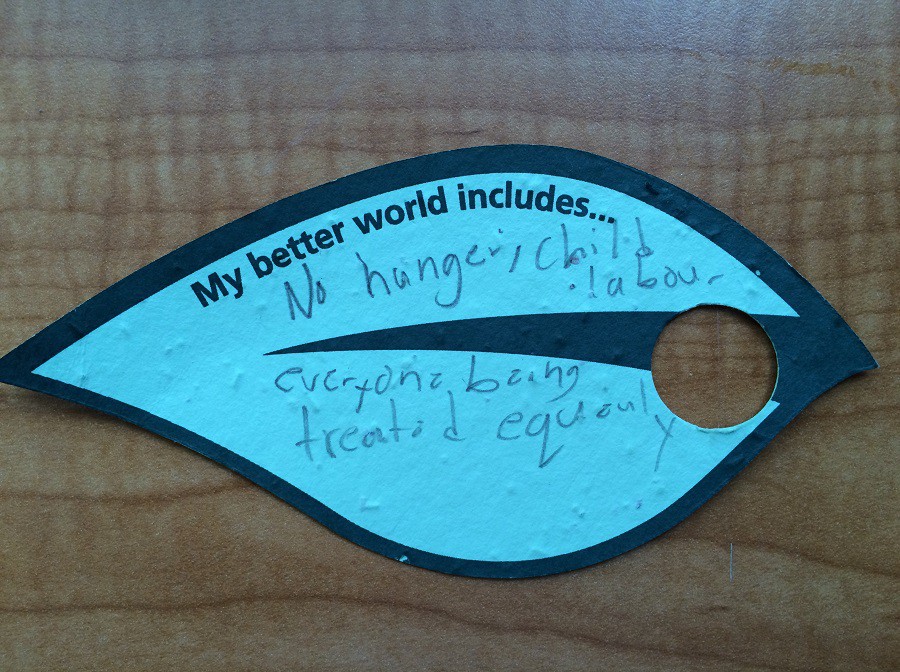 My better world includes...
No hunger, child
labour
everyone being
treated equally